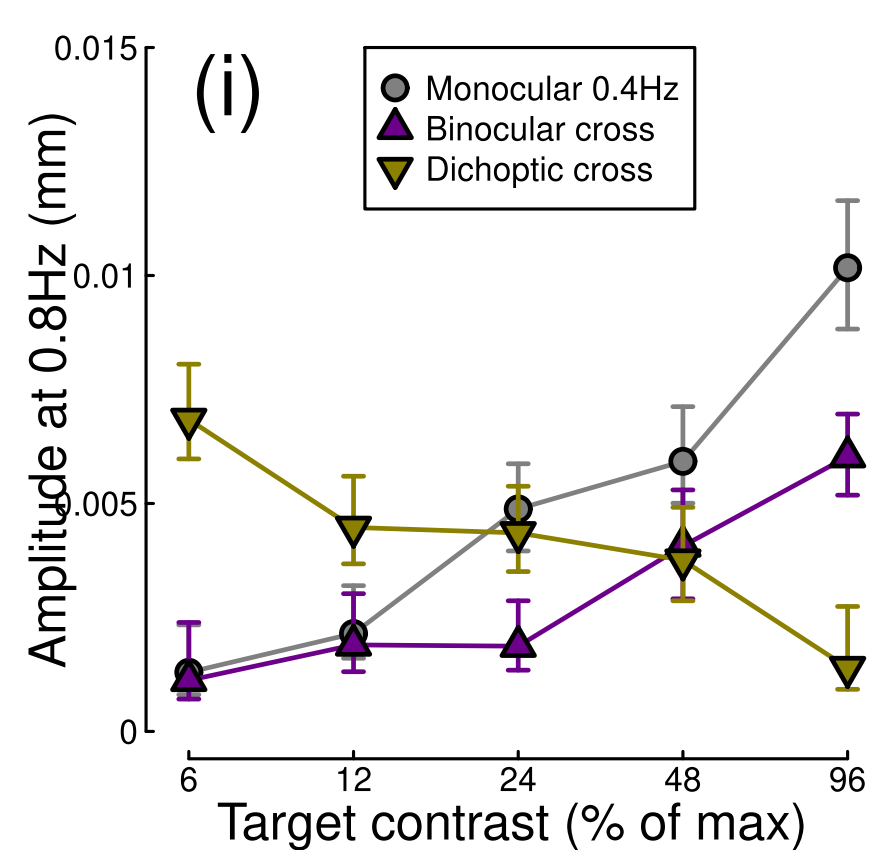 0.015
(i)
Monocular 0.4Hz
Binocular cross
Dichoptic cross
Amplitude at 0.8Hz (mm)
0.01
0.005
0
6 12 24 48 96
Target contrast (% of max)